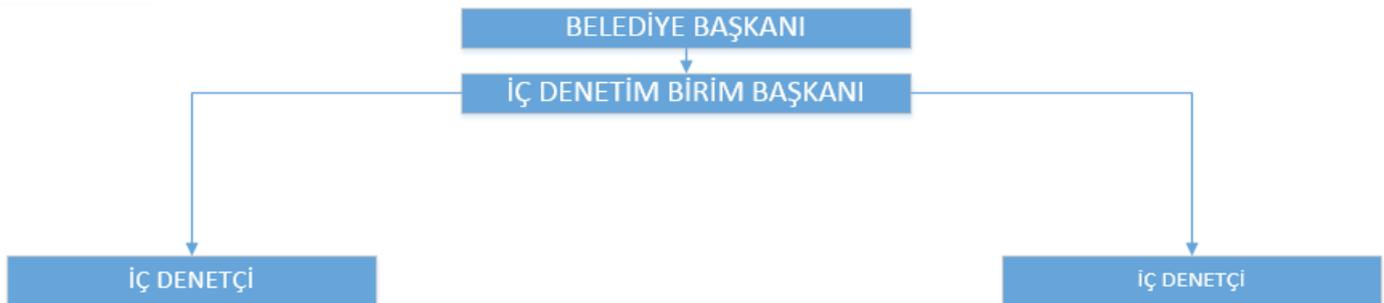 BELEDİYE BAŞKANI
İÇ DENETİM BİRİM BAŞKANI
İÇ DENETÇİ
İÇ DENETÇİ